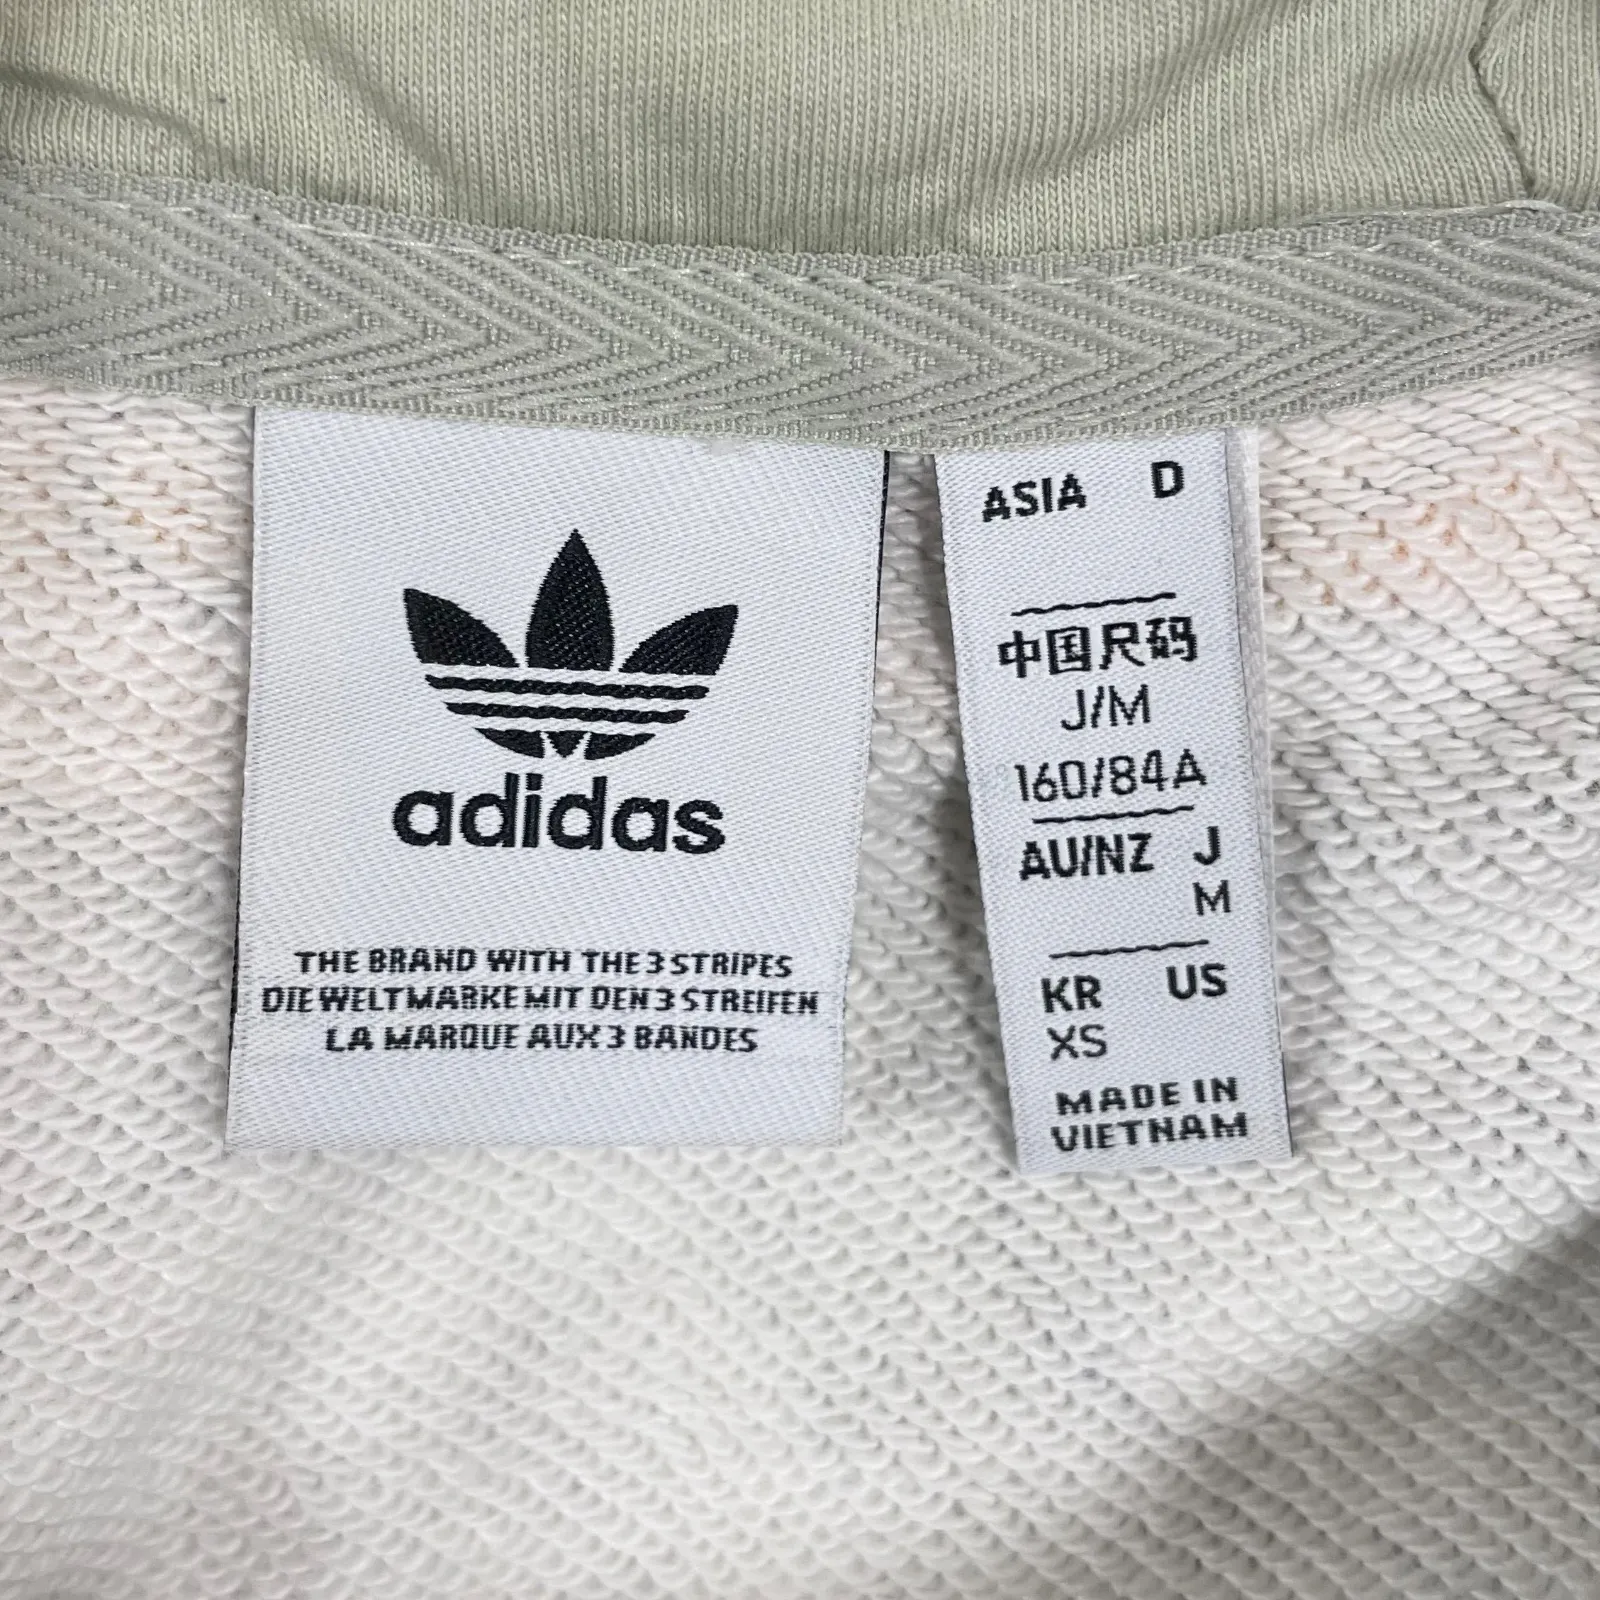 adidas
THE BRAND WITH THE 3 STRIPES
DIE WELTMARKE MIT DEN 3 STREIFEN
LA MARQUE AUX 3 BANDES
ASIA D
中国尺码
J/M
160/84A
AU/NZ J
M
KR US
XS
MADE IN
VIETNAM